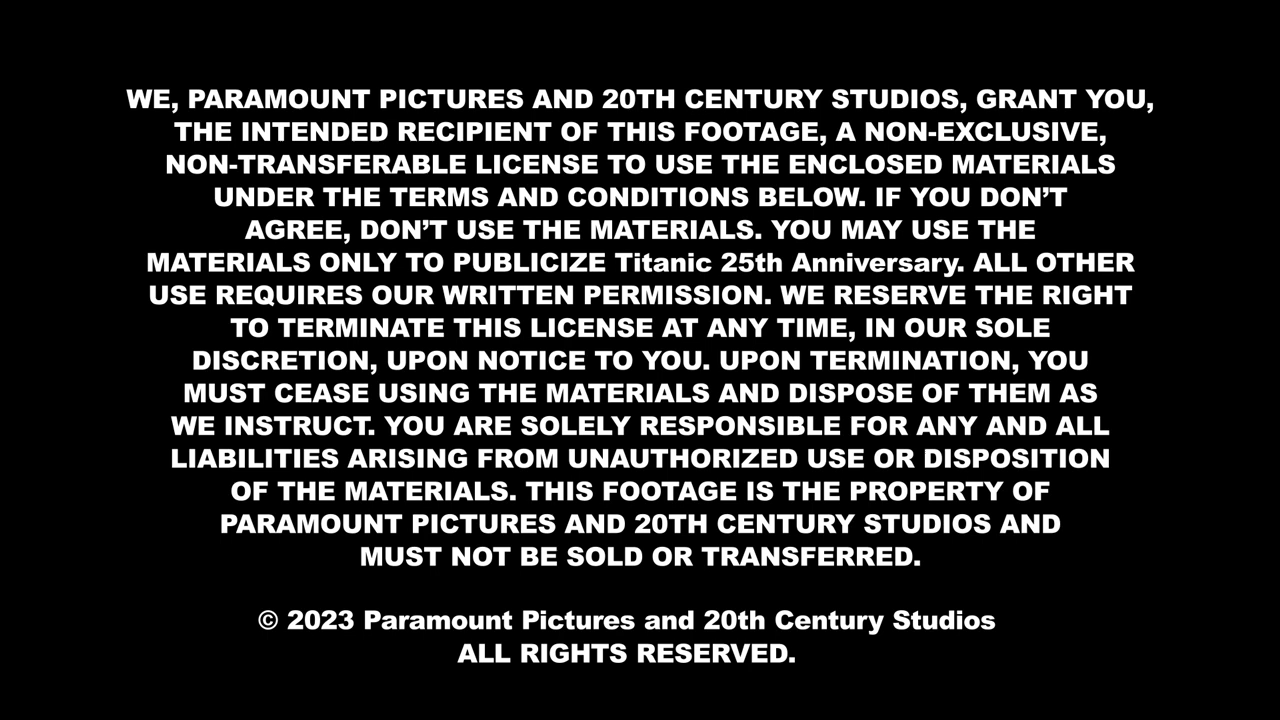 WE, PARAMOUNT PICTURES AND 20TH CENTURY STUDIOS, GRANT YOU,
THE INTENDED RECIPIENT OF THIS FOOTAGE, A NON-EXCLUSIVE,
NON-TRANSFERABLE LICENSE TO USE THE ENCLOSED MATERIALS
UNDER THE TERMS AND CONDITIONS BELOW. IF YOU DON’T
AGREE, DON’T USE THE MATERIALS. YOU MAY USE THE
MATERIALS ONLY TO PUBLICIZE Titanic 25th Anniversary. ALL OTHER
USE REQUIRES OUR WRITTEN PERMISSION. WE RESERVE THE RIGHT
TO TERMINATE THIS LICENSE AT ANY TIME, IN OUR SOLE
DISCRETION, UPON NOTICE TO YOU. UPON TERMINATION, YOU
MUST CEASE USING THE MATERIALS AND DISPOSE OF THEM AS
WE INSTRUCT. YOU ARE SOLELY RESPONSIBLE FOR ANY AND ALL
LIABILITIES ARISING FROM UNAUTHORIZED USE OR DISPOSITION
OF THE MATERIALS. THIS FOOTAGE IS THE PROPERTY OF
PARAMOUNT PICTURES AND 20TH CENTURY STUDIOS AND
MUST NOT BE SOLD OR TRANSFERRED.
© 2023 Paramount Pictures and 20th Century Studios
ALL RIGHTS RESERVED.